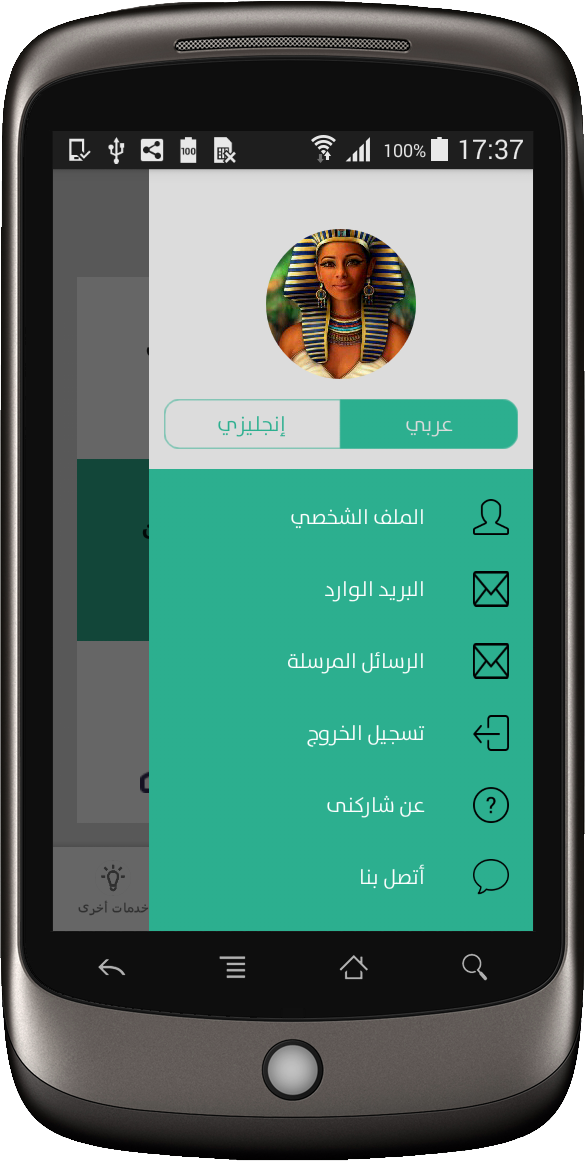 100
100%
17:37
عربي
إنجليزي
الملف الشخصي
البريد الوارد
الرسائل المرسلة
تسجيل الخروج
عن شاركنى
أتصل بنا
خدمات أخرى